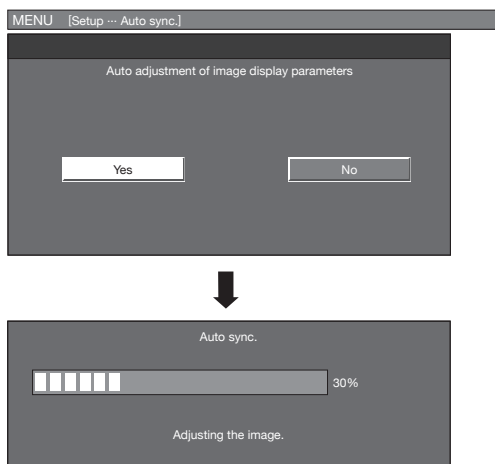 MENU [Setup ··· Auto sync.]
Auto adjustment of image display parameters
Yes No
Auto sync.
30%
Adjusting the image.